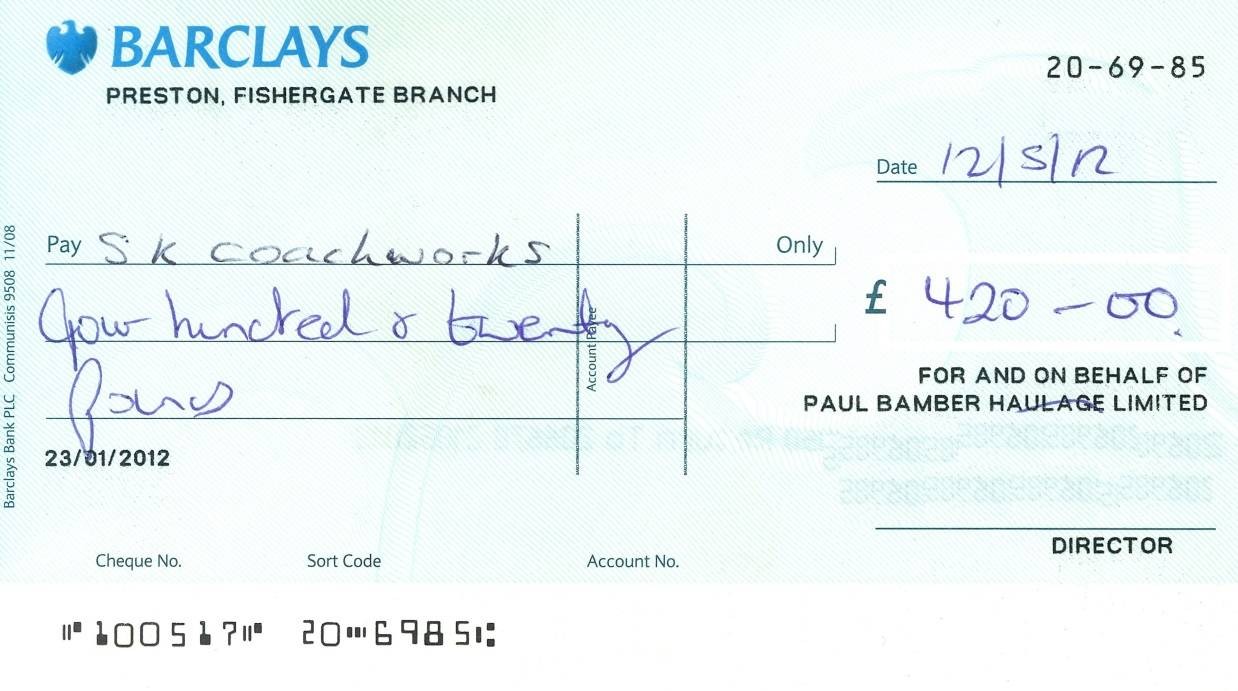 BARCLAYS
PRESTON, FISHERGATE BRANCH
20-69-85
Date 12/5/12
Pay SK Coachworks Only
Four hundred & twenty
£ 420-00
Pounds
Account Payee
FOR AND ON BEHALF OF
PAUL BAMBER HAULAGE LIMITED
23/01/2012
DIRECTOR
Cheque No. Sort Code Account No.
Barclays Bank PLC Communisis 9508 11/08
⑈100517⑈ 20⑉6985⑆